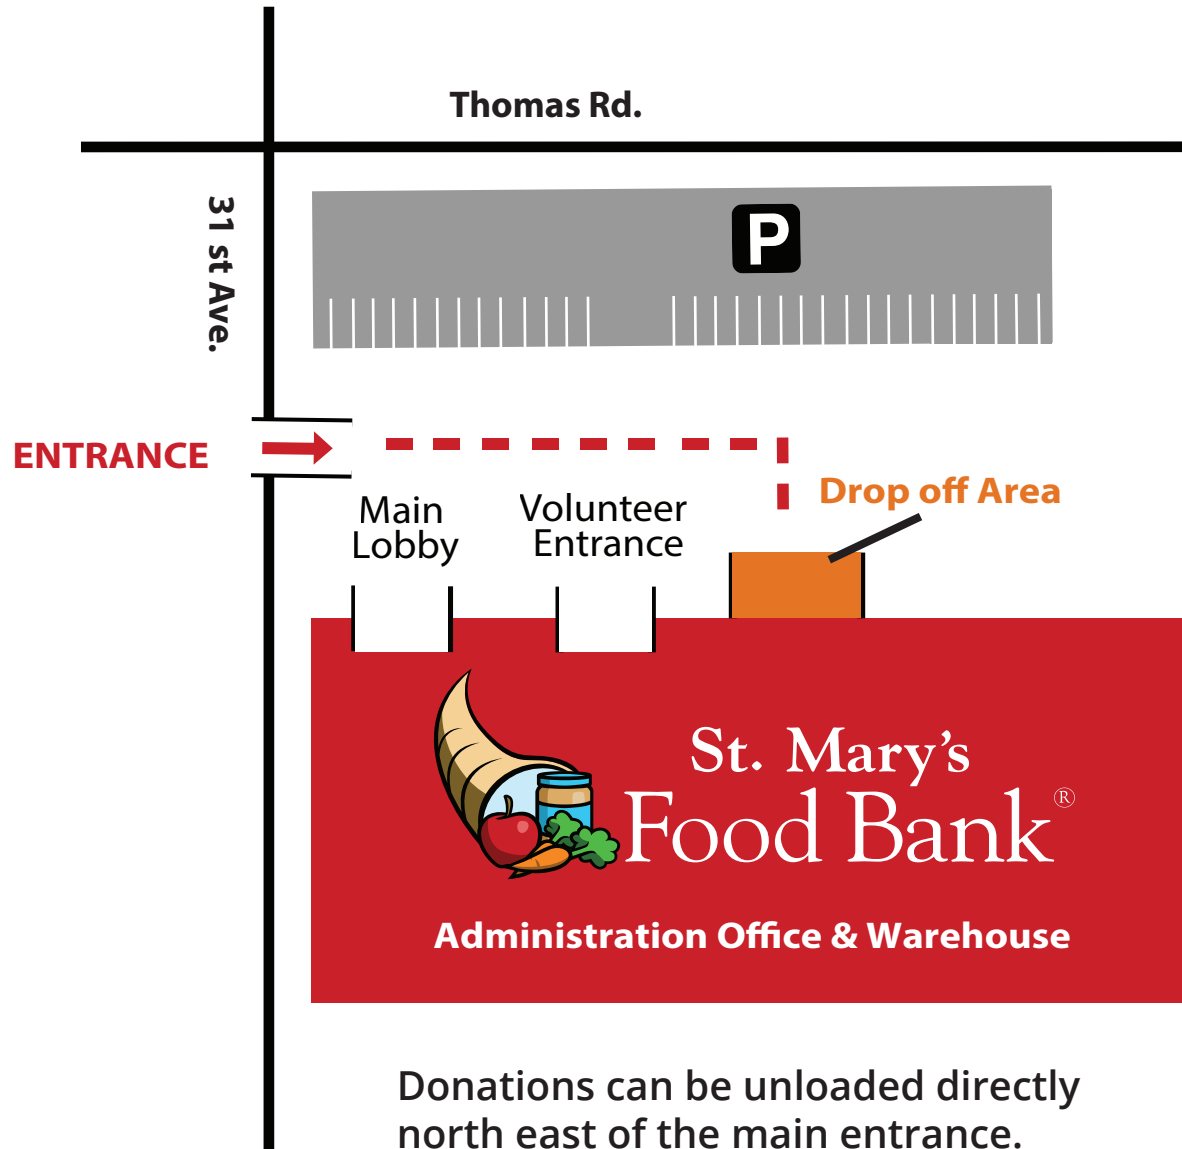 Thomas Rd.
31 st Ave.
P
ENTRANCE
Drop off Area
Main
Lobby
Volunteer
Entrance
St. Mary's
Food Bank®
Administration Office & Warehouse
Donations can be unloaded directly
north east of the main entrance.